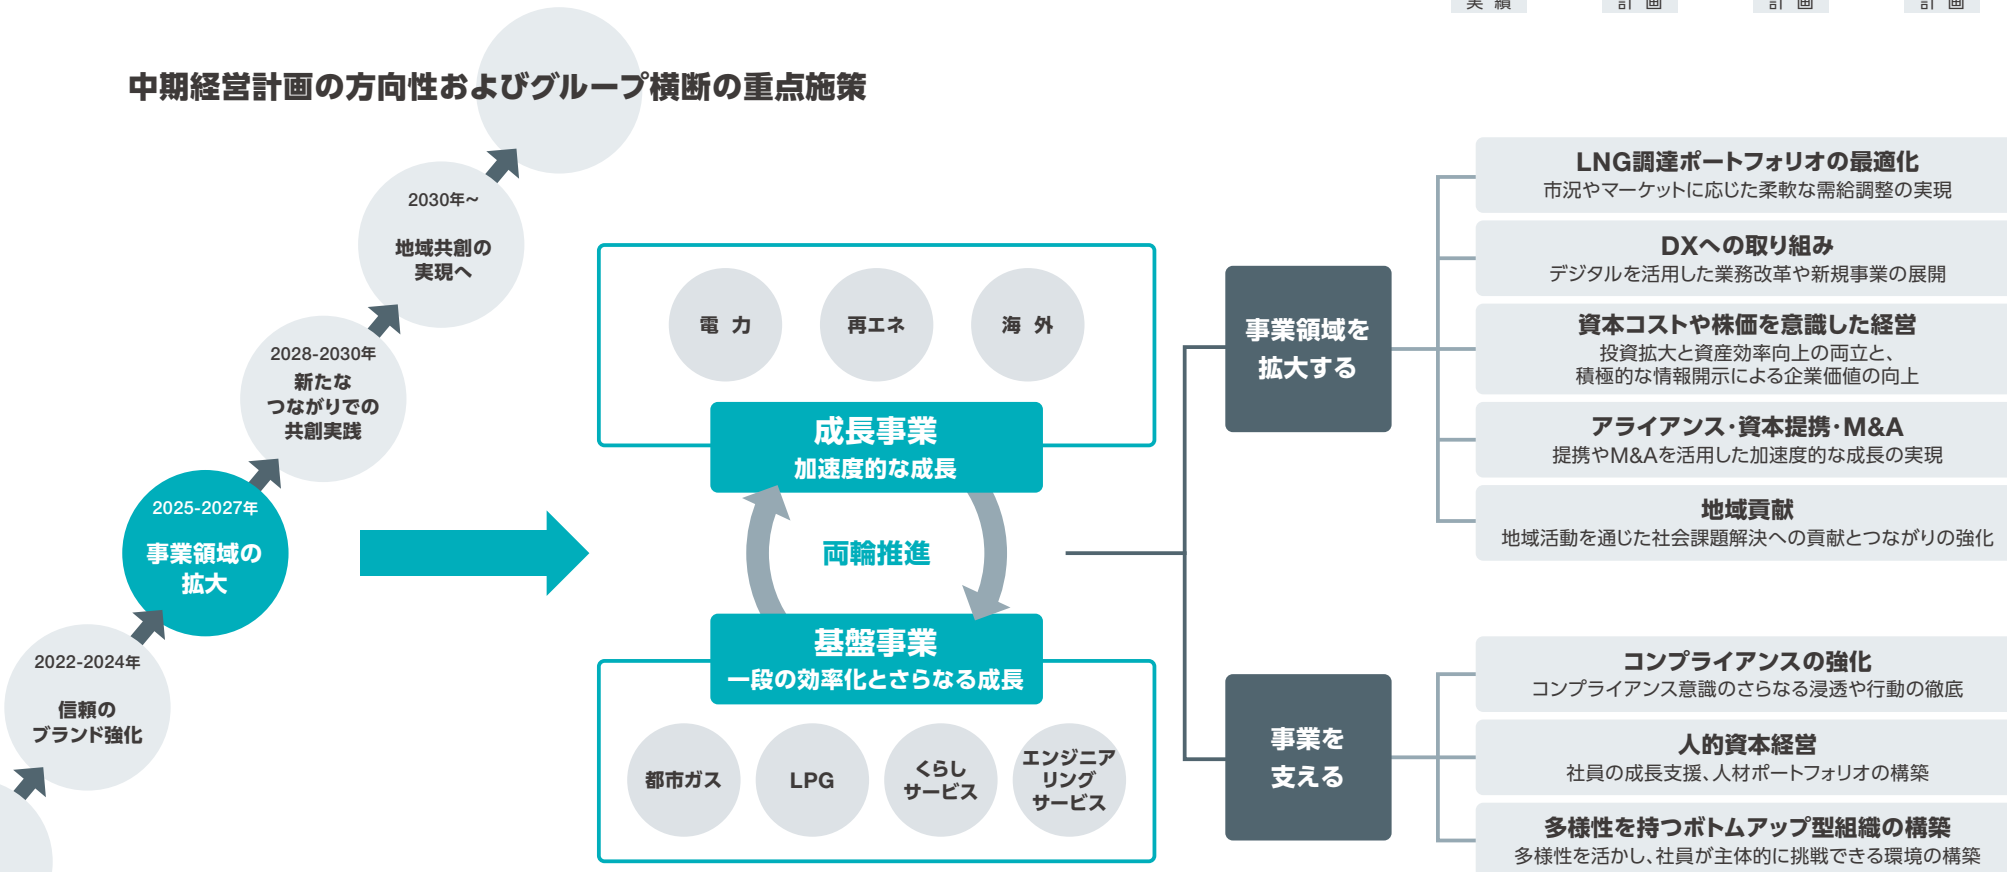 実 績
計 画
計 画
計 画
中期経営計画の方向性およびグループ横断の重点施策
2030年~
地域共創の
実現へ
2028-2030年
新たな
つながりでの
共創実践
2025-2027年
事業領域の
拡大
2022-2024年
信頼の
ブランド強化
電 力
再エネ
海 外
成長事業
加速度的な成長
両輪推進
基盤事業
一段の効率化とさらなる成長
都市ガス
LPG
くらし
サービス
エンジニア
リング
サービス
事業領域を
拡大する
LNG調達ポートフォリオの最適化
市況やマーケットに応じた柔軟な需給調整の実現
DXへの取り組み
デジタルを活用した業務改革や新規事業の展開
資本コストや株価を意識した経営
投資拡大と資産効率向上の両立と、
積極的な情報開示による企業価値の向上
アライアンス・資本提携・M&A
提携やM&Aを活用した加速度的な成長の実現
地域貢献
地域活動を通じた社会課題解決への貢献とつながりの強化
事業を
支える
コンプライアンスの強化
コンプライアンス意識のさらなる浸透や行動の徹底
人的資本経営
社員の成長支援、人材ポートフォリオの構築
多様性を持つボトムアップ型組織の構築
多様性を活かし、社員が主体的に挑戦できる環境の構築